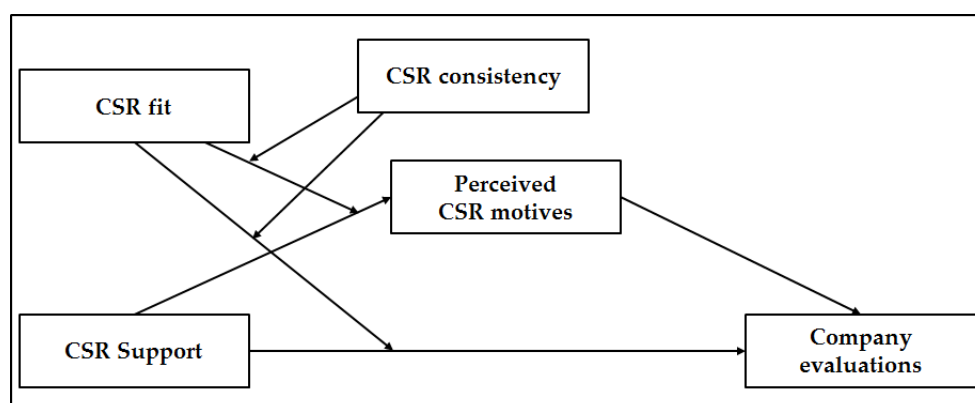 CSR consistency
CSR fit
Perceived
CSR motives
CSR Support
Company
evaluations